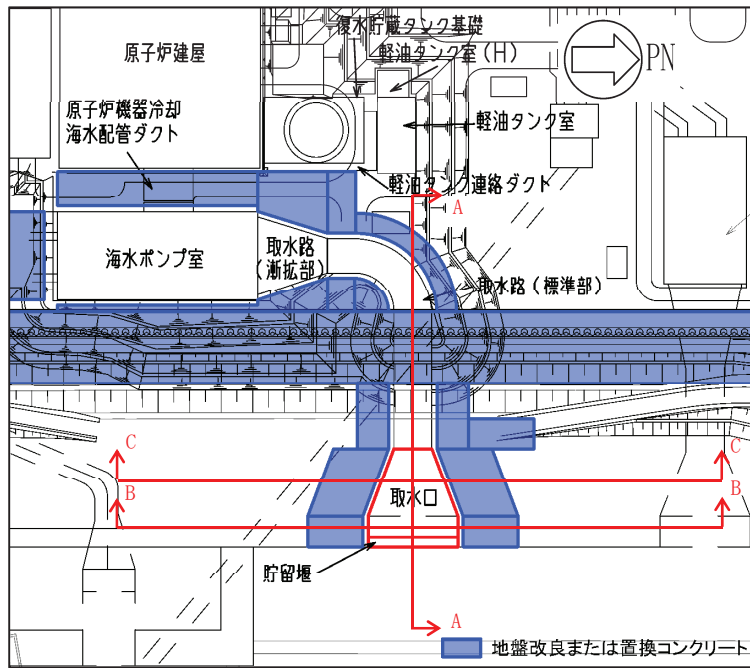 復水貯蔵タンク基礎
原子炉建屋
軽油タンク室(H)
PN
原子炉機器冷却
海水配管ダクト
軽油タンク室
軽油タンク連絡ダクト
A
海水ポンプ室
取水路
(漸拡部)
取水路(標準部)
C
C
B
取水口
B
貯留堰
A
地盤改良または置換コンクリート